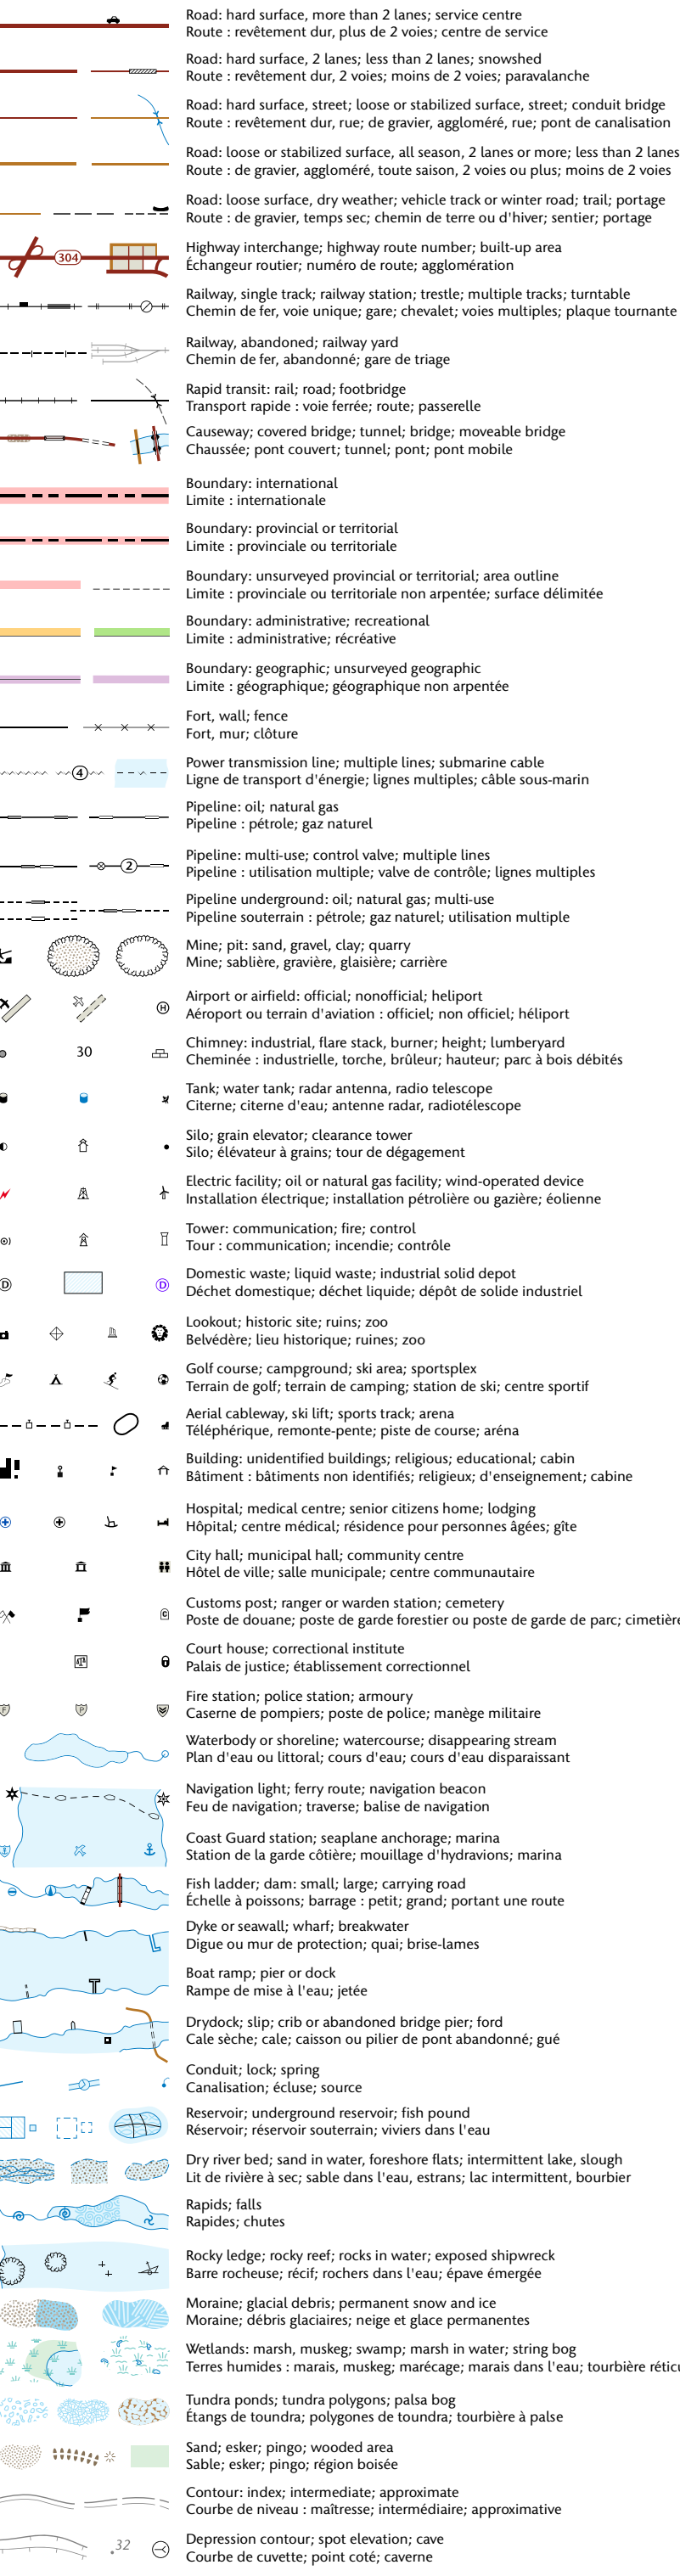 Road: hard surface, more than 2 lanes; service centre
Route : revêtement dur, plus de 2 voies; centre de service
Road: hard surface, 2 lanes; less than 2 lanes; snowshed
Route : revêtement dur, 2 voies; moins de 2 voies; paravalanche
Road: hard surface, street; loose or stabilized surface, street; conduit bridge
Route : revêtement dur, rue; de gravier, aggloméré, rue; pont de canalisation
Road: loose or stabilized surface, all season, 2 lanes or more; less than 2 lanes
Route : de gravier, aggloméré, toute saison, 2 voies ou plus; moins de 2 voies
Road: loose surface, dry weather; vehicle track or winter road; trail; portage
Route : de gravier, temps sec; chemin de terre ou d'hiver; sentier; portage
304
Highway interchange; highway route number; built-up area
Échangeur routier; numéro de route; agglomération
Railway, single track; railway station; trestle; multiple tracks; turntable
Chemin de fer, voie unique; gare; chevalet; voies multiples; plaque tournante
Railway, abandoned; railway yard
Chemin de fer, abandonné; gare de triage
Rapid transit: rail; road; footbridge
Transport rapide : voie ferrée; route; passerelle
Causeway; covered bridge; tunnel; bridge; moveable bridge
Chaussée; pont couvert; tunnel; pont; pont mobile
Boundary: international
Limite : internationale
Boundary: provincial or territorial
Limite : provinciale ou territoriale
Boundary: unsurveyed provincial or territorial; area outline
Limite : provinciale ou territoriale non arpentée; surface délimitée
Boundary: administrative; recreational
Limite : administrative; récréative
Boundary: geographic; unsurveyed geographic
Limite : géographique; géographique non arpentée
Fort, wall; fence
Fort, mur; clôture
4
Power transmission line; multiple lines; submarine cable
Ligne de transport d'énergie; lignes multiples; câble sous-marin
Pipeline: oil; natural gas
Pipeline : pétrole; gaz naturel
2
Pipeline: multi-use; control valve; multiple lines
Pipeline : utilisation multiple; valve de contrôle; lignes multiples
Pipeline underground: oil; natural gas; multi-use
Pipeline souterrain : pétrole; gaz naturel; utilisation multiple
Mine; pit: sand, gravel, clay; quarry
Mine; sablière, gravière, glaisière; carrière
H
Airport or airfield: official; nonofficial; heliport
Aéroport ou terrain d'aviation : officiel; non officiel; héliport
30
Chimney: industrial, flare stack, burner; height; lumberyard
Cheminée : industrielle, torche, brûleur; hauteur; parc à bois débités
Tank; water tank; radar antenna, radio telescope
Citerne; citerne d'eau; antenne radar, radiotélescope
Silo; grain elevator; clearance tower
Silo; élévateur à grains; tour de dégagement
Electric facility; oil or natural gas facility; wind-operated device
Installation électrique; installation pétrolière ou gazière; éolienne
Tower: communication; fire; control
Tour : communication; incendie; contrôle
D D
Domestic waste; liquid waste; industrial solid depot
Déchet domestique; déchet liquide; dépôt de solide industriel
Lookout; historic site; ruins; zoo
Belvédère; lieu historique; ruines; zoo
Golf course; campground; ski area; sportsplex
Terrain de golf; terrain de camping; station de ski; centre sportif
Aerial cableway, ski lift; sports track; arena
Téléphérique, remonte-pente; piste de course; aréna
Building: unidentified buildings; religious; educational; cabin
Bâtiment : bâtiments non identifiés; religieux; d'enseignement; cabine
Hospital; medical centre; senior citizens home; lodging
Hôpital; centre médical; résidence pour personnes âgées; gîte
City hall; municipal hall; community centre
Hôtel de ville; salle municipale; centre communautaire
C
Customs post; ranger or warden station; cemetery
Poste de douane; poste de garde forestier ou poste de garde de parc; cimetière
Court house; correctional institute
Palais de justice; établissement correctionnel
F P
Fire station; police station; armoury
Caserne de pompiers; poste de police; manège militaire
Waterbody or shoreline; watercourse; disappearing stream
Plan d'eau ou littoral; cours d'eau; cours d'eau disparaissant
Navigation light; ferry route; navigation beacon
Feu de navigation; traverse; balise de navigation
Coast Guard station; seaplane anchorage; marina
Station de la garde côtière; mouillage d'hydravions; marina
Fish ladder; dam: small; large; carrying road
Échelle à poissons; barrage : petit; grand; portant une route
Dyke or seawall; wharf; breakwater
Digue ou mur de protection; quai; brise-lames
Boat ramp; pier or dock
Rampe de mise à l'eau; jetée
Drydock; slip; crib or abandoned bridge pier; ford
Cale sèche; cale; caisson ou pilier de pont abandonné; gué
Conduit; lock; spring
Canalisation; écluse; source
Reservoir; underground reservoir; fish pound
Réservoir; réservoir souterrain; viviers dans l'eau
Dry river bed; sand in water, foreshore flats; intermittent lake, slough
Lit de rivière à sec; sable dans l'eau, estrans; lac intermittent, bourbier
Rapids; falls
Rapides; chutes
Rocky ledge; rocky reef; rocks in water; exposed shipwreck
Barre rocheuse; récif; rochers dans l'eau; épave émergée
Moraine; glacial debris; permanent snow and ice
Moraine; débris glaciaires; neige et glace permanentes
Wetlands: marsh, muskeg; swamp; marsh in water; string bog
Terres humides : marais, muskeg; marécage; marais dans l'eau; tourbière réticu
Tundra ponds; tundra polygons; palsa bog
Étangs de toundra; polygones de toundra; tourbière à palse
Sand; esker; pingo; wooded area
Sable; esker; pingo; région boisée
Contour: index; intermediate; approximate
Courbe de niveau : maîtresse; intermédiaire; approximative
.32
Depression contour; spot elevation; cave
Courbe de cuvette; point coté; caverne